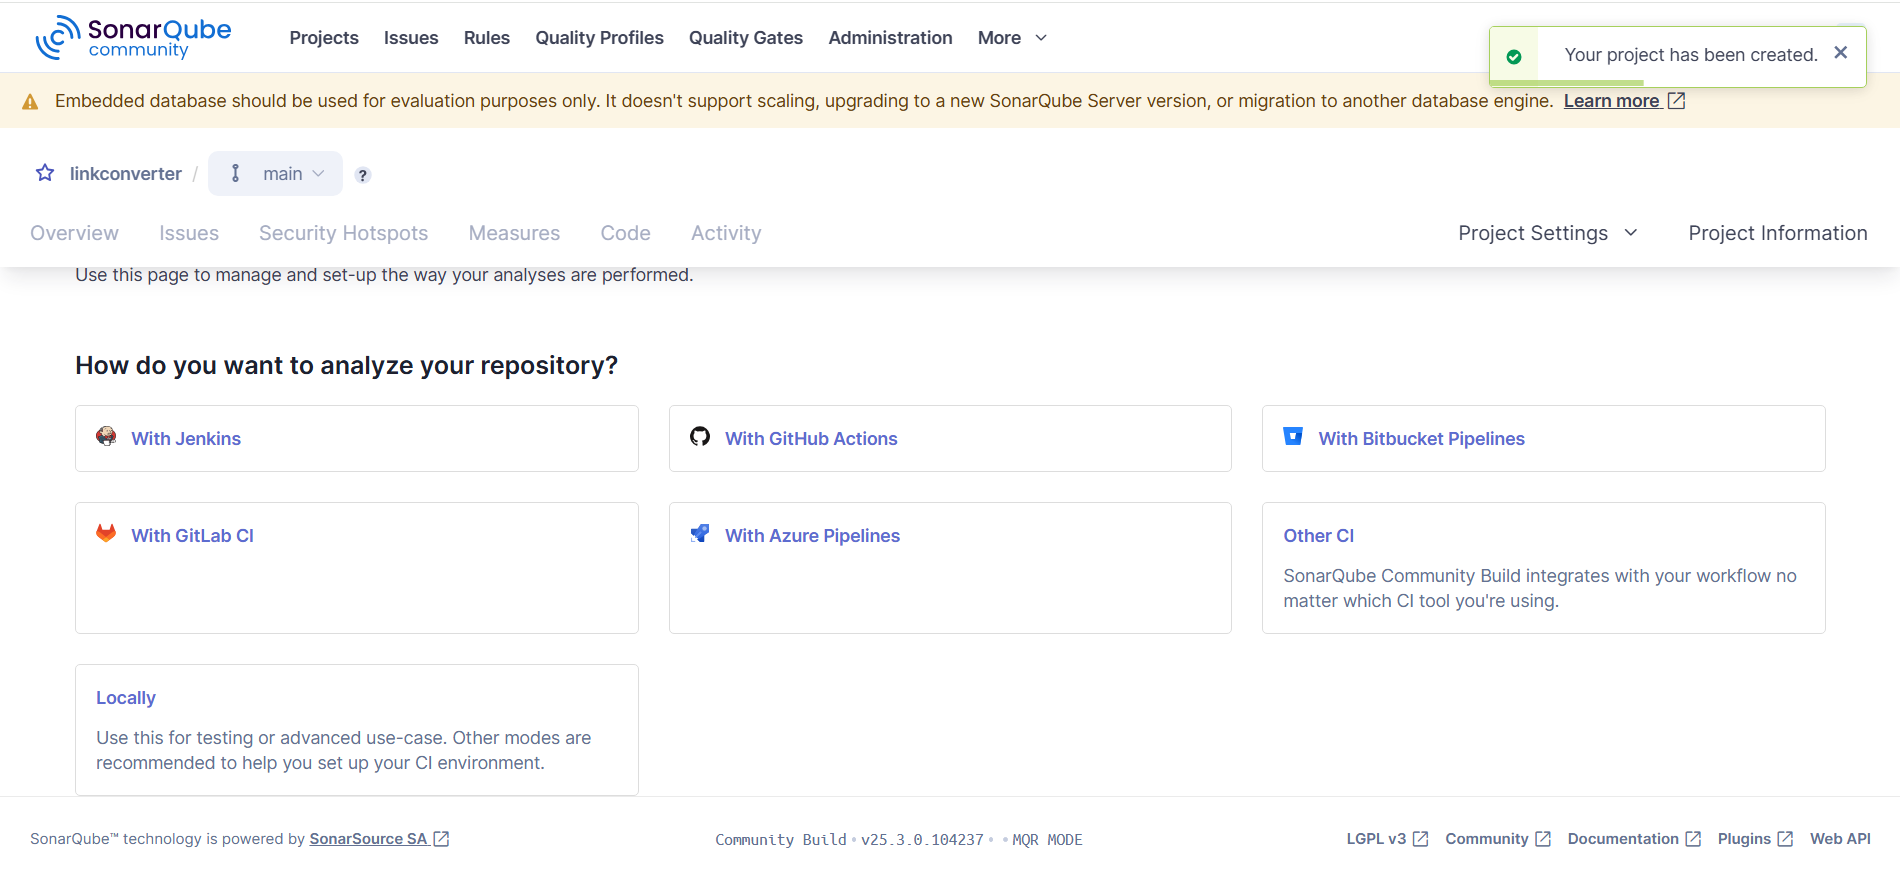 SonarQube
community
Projects Issues Rules Quality Profiles Quality Gates Administration More
Your project has been created.
Embedded database should be used for evaluation purposes only. It doesn't support scaling, upgrading to a new SonarQube Server version, or migration to another database engine. Learn more
linkconverter / main ?
Overview Issues Security Hotspots Measures Code Activity Project Settings Project Information
Use this page to manage and set-up the way your analyses are performed.
How do you want to analyze your repository?
With Jenkins
With GitHub Actions
With Bitbucket Pipelines
With GitLab CI
With Azure Pipelines
Other CI
SonarQube Community Build integrates with your workflow no
matter which CI tool you're using.
Locally
Use this for testing or advanced use-case. Other modes are
recommended to help you set up your CI environment.
SonarQube™ technology is powered by SonarSource SA
Community Build • v25.3.0.104237 • • MQR MODE
LGPL v3 Community Documentation Plugins Web API